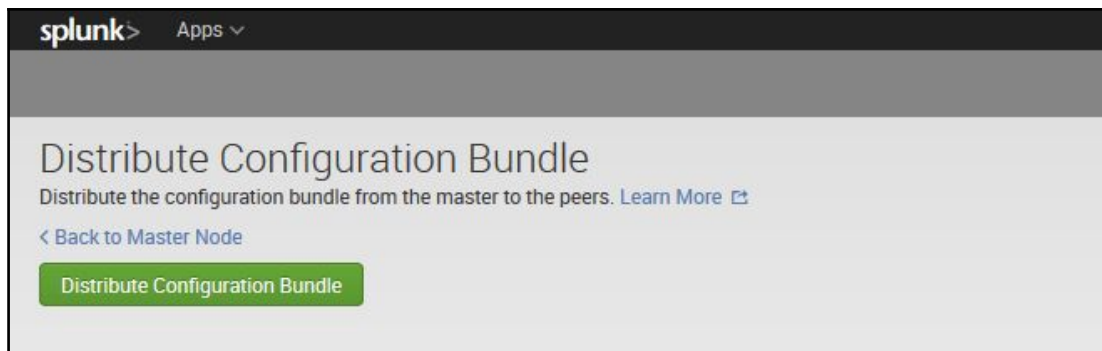 splunk> Apps
Distribute Configuration Bundle
Distribute the configuration bundle from the master to the peers. Learn More
< Back to Master Node
Distribute Configuration Bundle